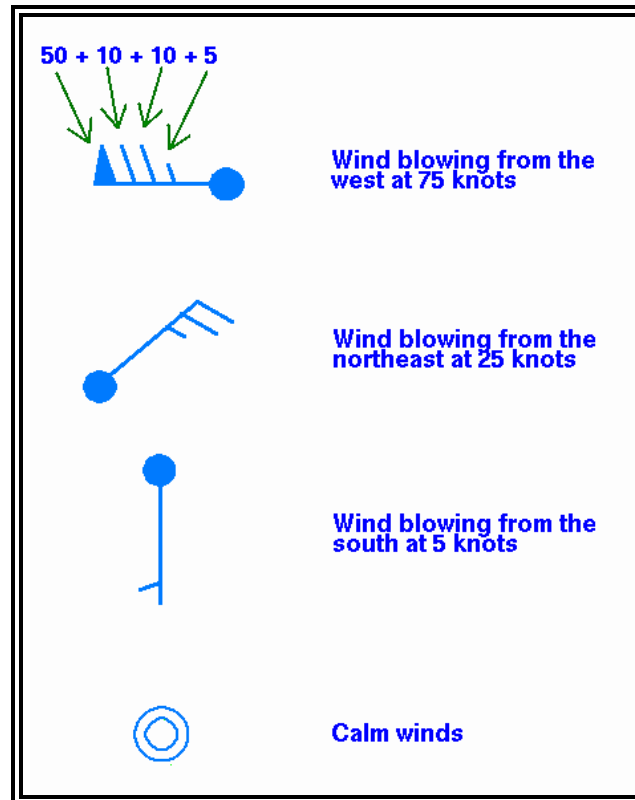 50 + 10 + 10 + 5
Wind blowing from the
west at 75 knots
Wind blowing from the
northeast at 25 knots
Wind blowing from the
south at 5 knots
Calm winds